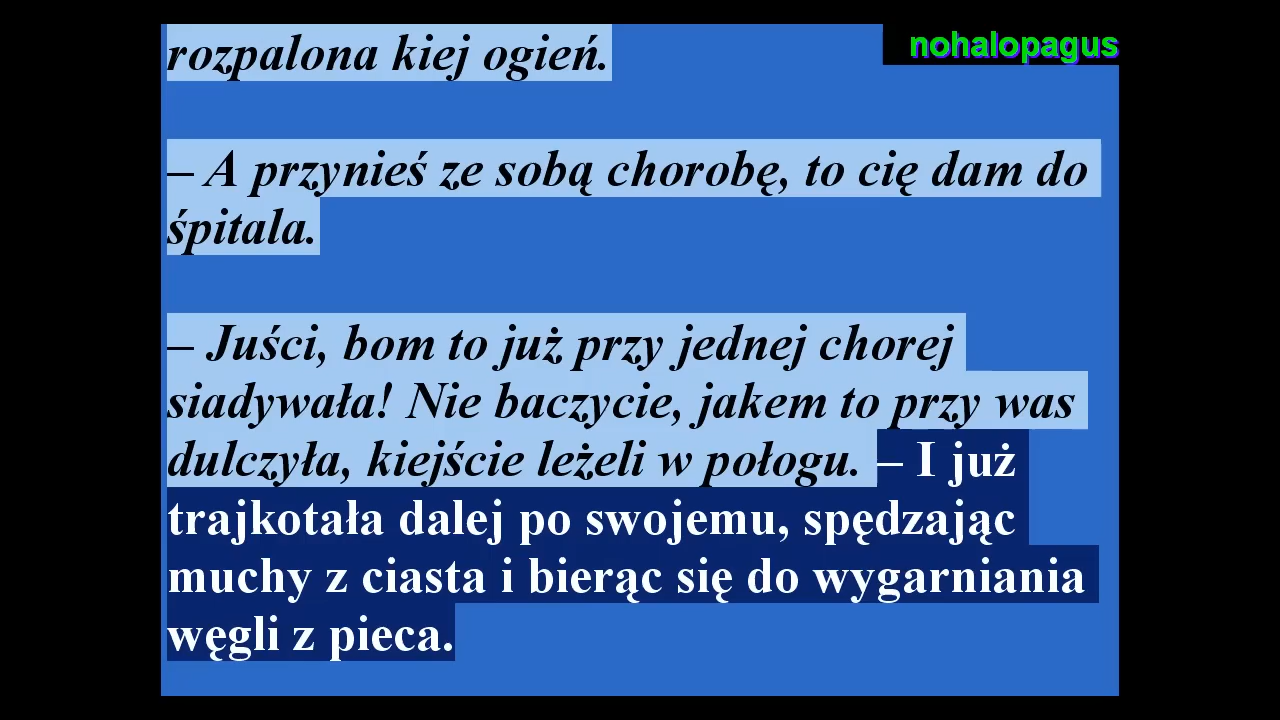 rozpalona kiej ogień.
nohalopagus
– A przynieś ze sobą chorobę, to cię dam do
śpitala.
– Juści, bom to już przy jednej chorej
siadywała! Nie baczycie, jakem to przy was
dulczyła, kiejście leżeli w połogu. – I już
trajkotała dalej po swojemu, spędzając
muchy z ciasta i bierąc się do wygarniania
węgli z pieca.